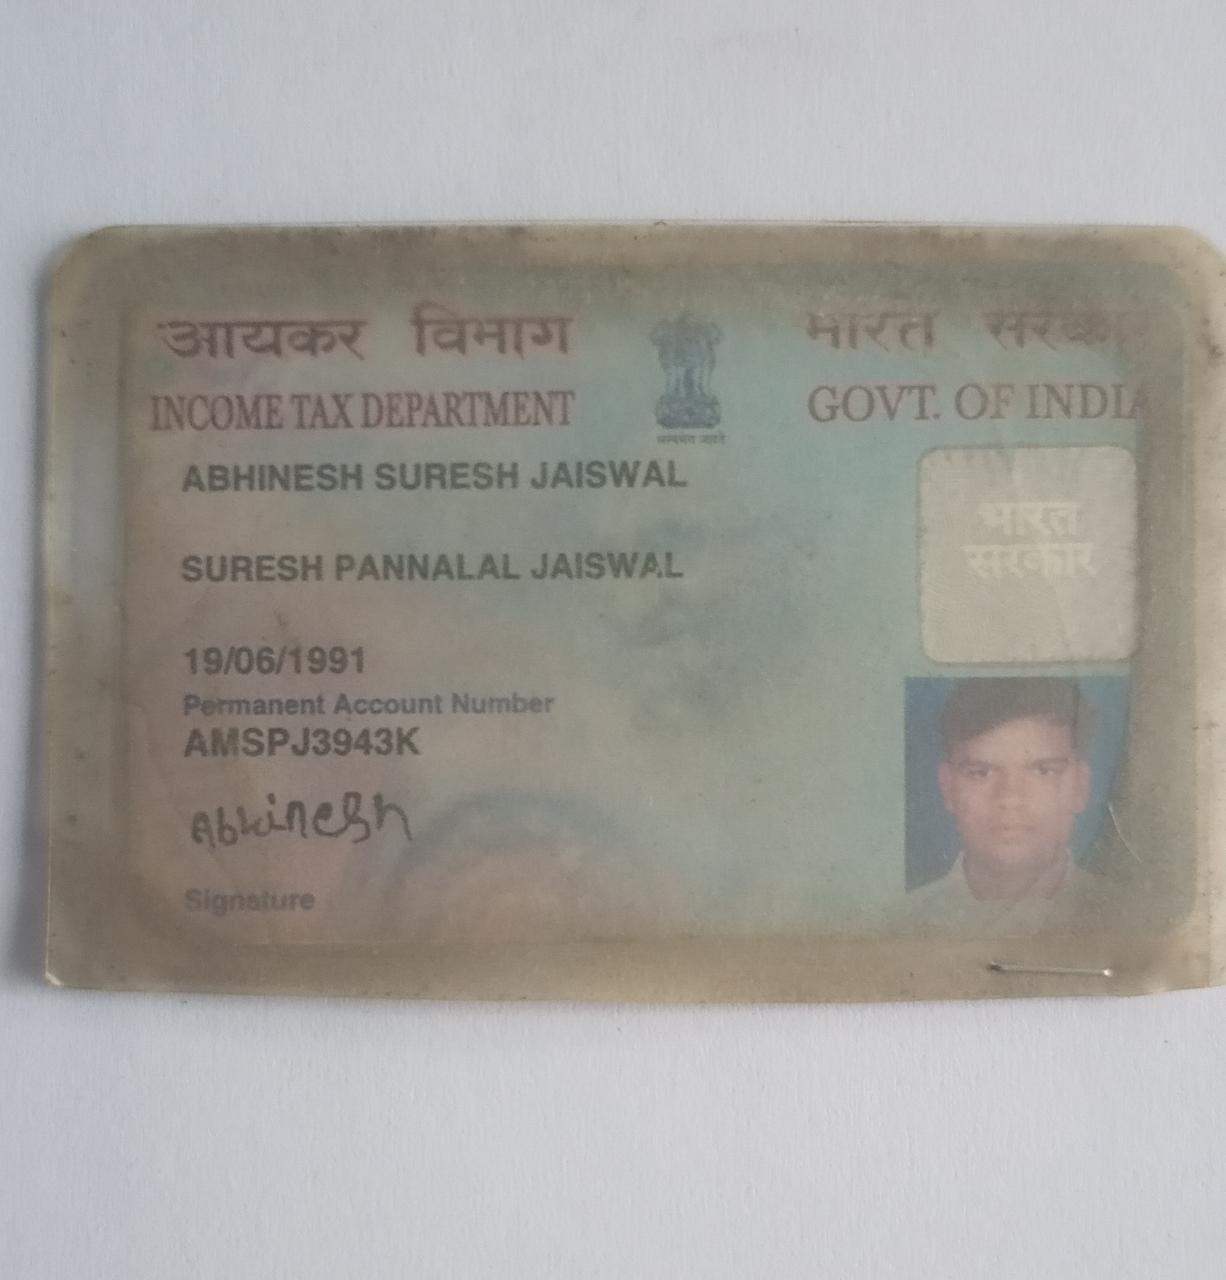 आयकर विभाग भारत सरकार
INCOME TAX DEPARTMENT GOVT. OF INDIA
सत्यमेव जयते
ABHINESH SURESH JAISWAL
भारत
सरकार
SURESH PANNALAL JAISWAL
19/06/1991
Permanent Account Number
AMSPJ3943K
Abhinesh
Signature